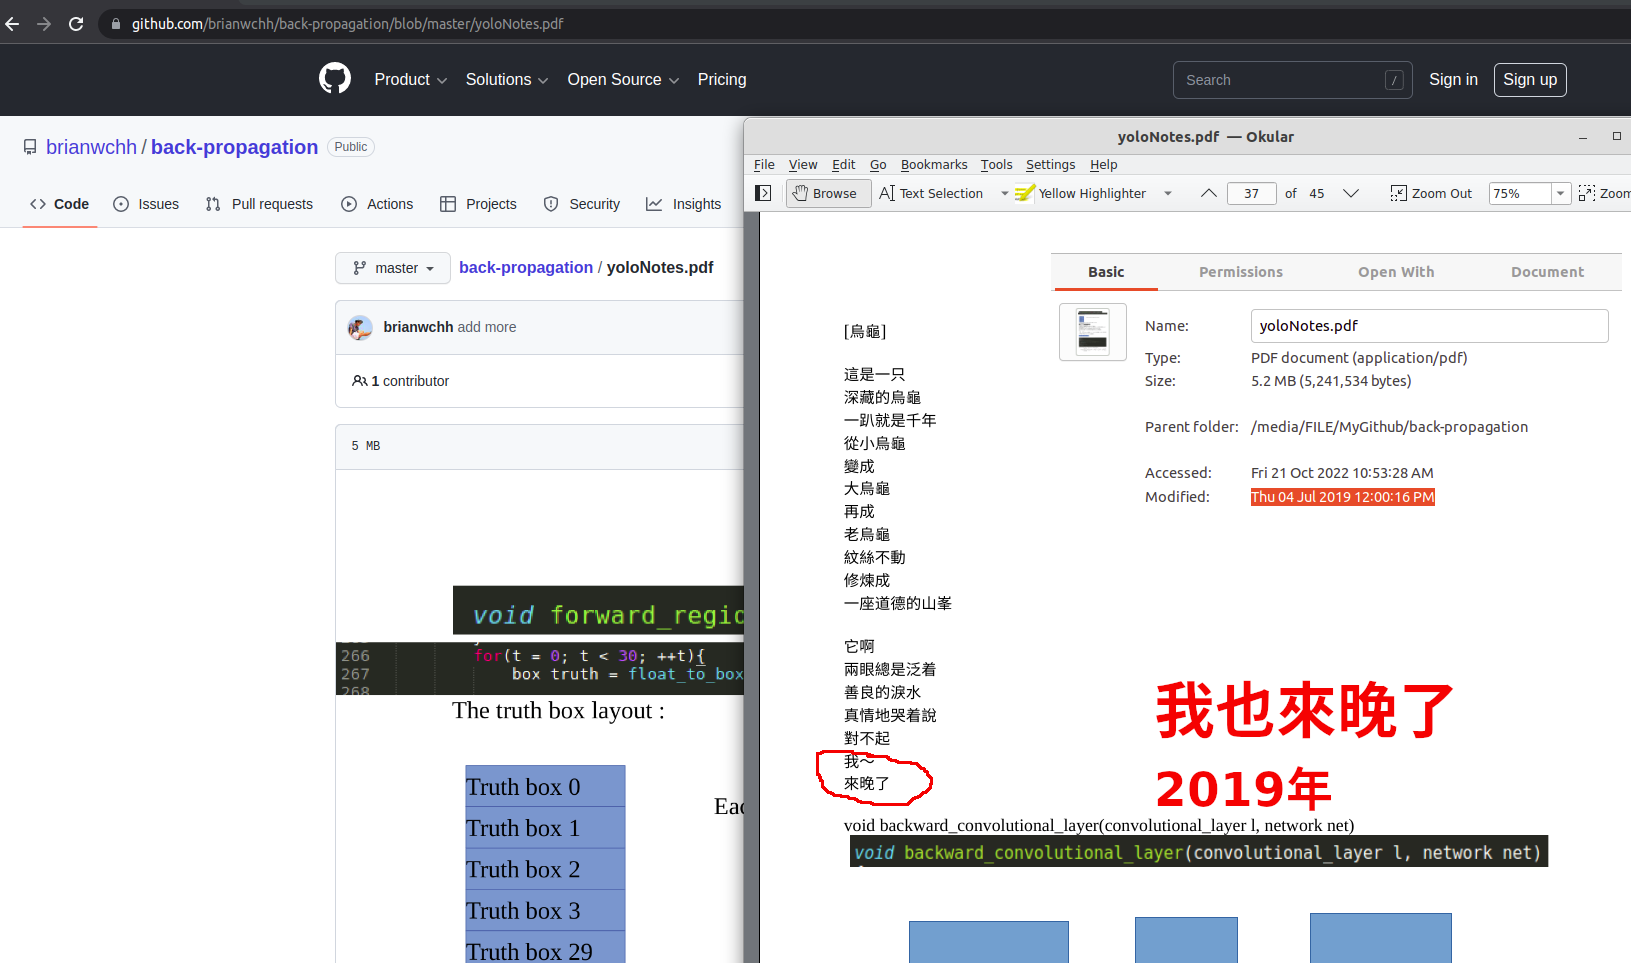 github.com/brianwchh/back-propagation/blob/master/yoloNotes.pdf
Product
Solutions
Open Source
Pricing
Search
/
Sign in
Sign up
brianwchh / back-propagation
Public
Code
Issues
Pull requests
Actions
Projects
Security
Insights
master
back-propagation / yoloNotes.pdf
brianwchh add more
1 contributor
5 MB
void forward_regio
266
for(t = 0; t < 30; ++t){
267
box truth = float_to_box
268
The truth box layout :
Truth box 0
Truth box 1
Truth box 2
Truth box 3
Truth box 29
Eac
yoloNotes.pdf — Okular
File View Edit Go Bookmarks Tools Settings Help
Browse
Text Selection
Yellow Highlighter
37 of 45
Zoom Out
75%
Zoom
Basic
Permissions
Open With
Document
Name: yoloNotes.pdf
Type: PDF document (application/pdf)
Size: 5.2 MB (5,241,534 bytes)
Parent folder: /media/FILE/MyGithub/back-propagation
Accessed: Fri 21 Oct 2022 10:53:28 AM
Modified: Thu 04 Jul 2019 12:00:16 PM
[烏龜]
這是一只
深藏的烏龜
一趴就是千年
從小烏龜
變成
大烏龜
再成
老烏龜
紋絲不動
修煉成
一座道德的山峯
它啊
兩眼總是泛着
善良的淚水
真情地哭着說
對不起
我～
來晚了
我也來晚了
2019年
void backward_convolutional_layer(convolutional_layer l, network net)
void backward_convolutional_layer(convolutional_layer l, network net)